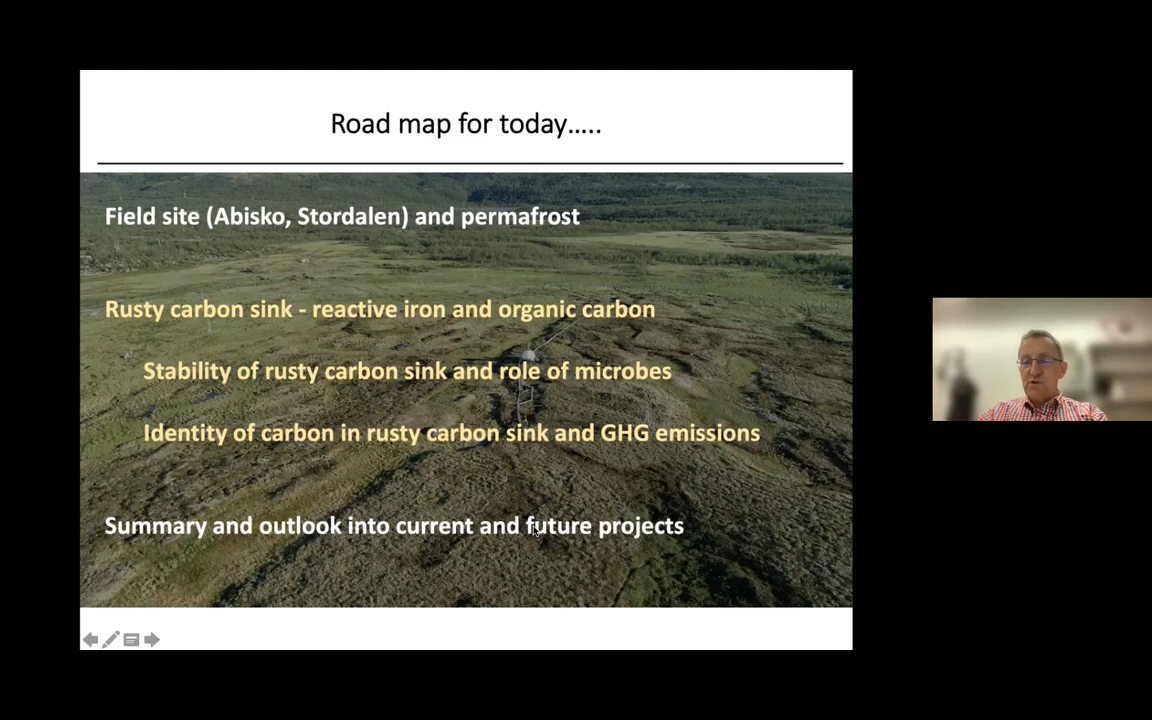 Road map for today…..
Field site (Abisko, Stordalen) and permafrost
Rusty carbon sink - reactive iron and organic carbon
Stability of rusty carbon sink and role of microbes
Identity of carbon in rusty carbon sink and GHG emissions
Summary and outlook into current and future projects